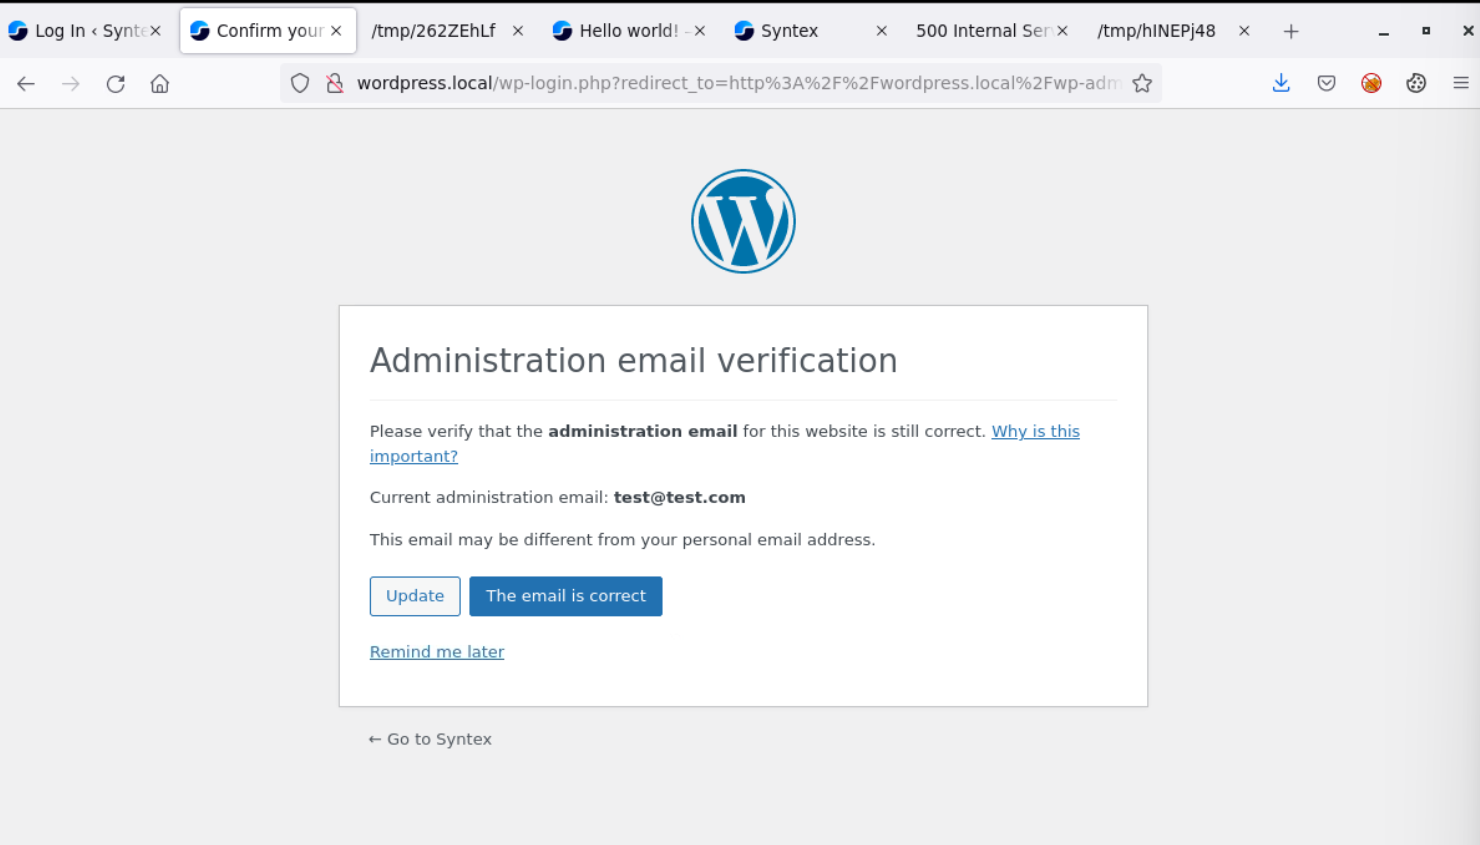 Log In ‹ Synte
Confirm your
/tmp/262ZEhLf
Hello world! –
Syntex
500 Internal Ser
/tmp/hINEPj48
wordpress.local/wp-login.php?redirect_to=http%3A%2F%2Fwordpress.local%2Fwp-adm
Administration email verification
Please verify that the administration email for this website is still correct. Why is this
important?
Current administration email: test@test.com
This email may be different from your personal email address.
Update
The email is correct
Remind me later
← Go to Syntex